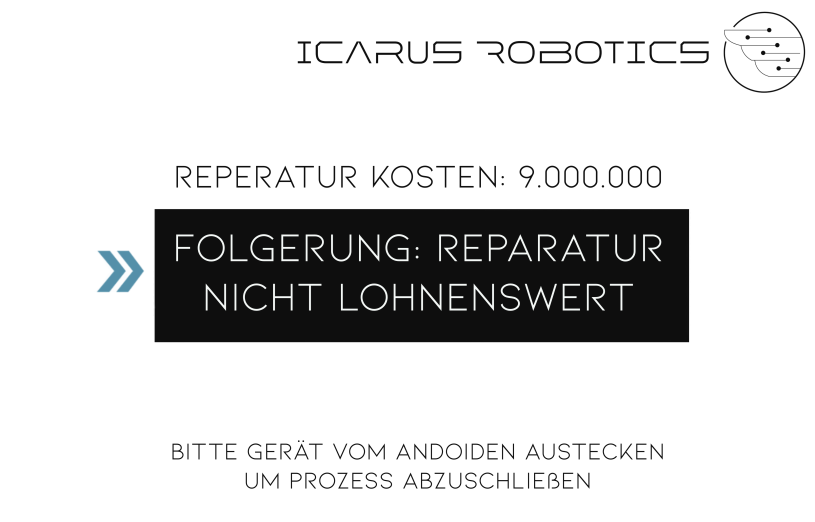 ICARUS ROBOTICS
REPERATUR KOSTEN: 9.000.000
FOLGERUNG: REPARATUR
NICHT LOHNENSWERT
BITTE GERÄT VOM ANDOIDEN AUSTECKEN
UM PROZESS ABZUSCHLIEßEN